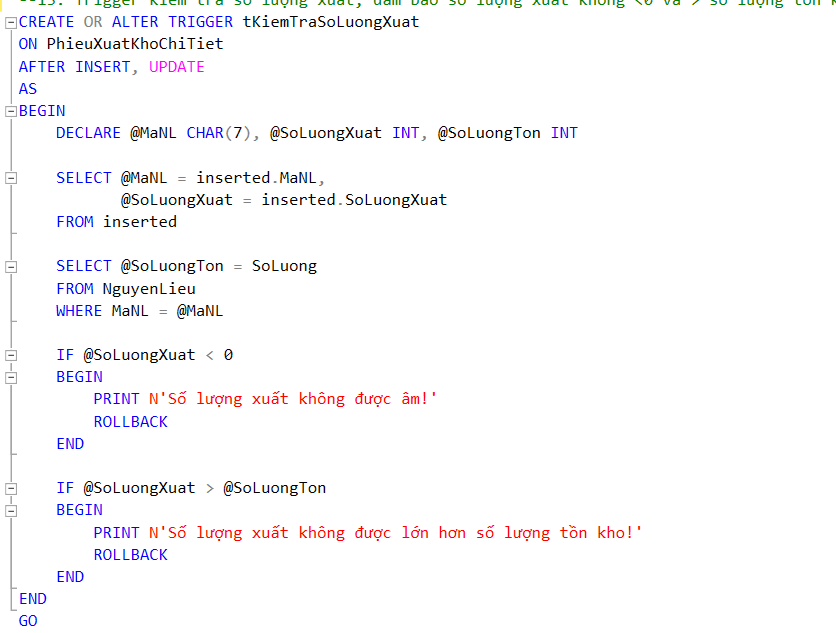 --15. Trigger kiểm tra số lượng xuất, đảm bảo số lượng xuất không <0 và > số lượng tồn k
CREATE OR ALTER TRIGGER tKiemTraSoLuongXuat
ON PhieuXuatKhoChiTiet
AFTER INSERT, UPDATE
AS
BEGIN
    DECLARE @MaNL CHAR(7), @SoLuongXuat INT, @SoLuongTon INT
    SELECT @MaNL = inserted.MaNL,
           @SoLuongXuat = inserted.SoLuongXuat
    FROM inserted
    SELECT @SoLuongTon = SoLuong
    FROM NguyenLieu
    WHERE MaNL = @MaNL
    IF @SoLuongXuat < 0
    BEGIN
        PRINT N'Số lượng xuất không được âm!'
        ROLLBACK
    END
    IF @SoLuongXuat > @SoLuongTon
    BEGIN
        PRINT N'Số lượng xuất không được lớn hơn số lượng tồn kho!'
        ROLLBACK
    END
END
GO